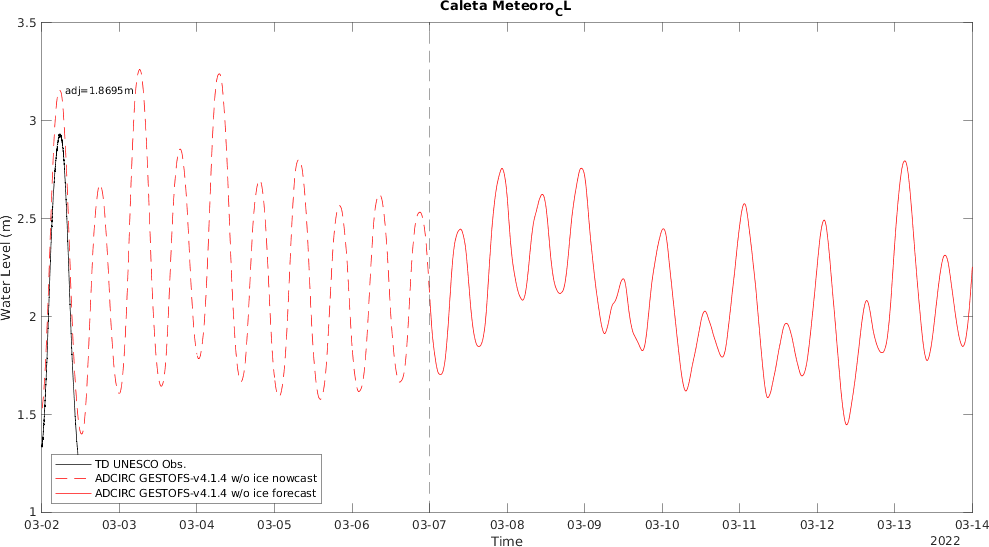 Caleta Meteoro_CL
3.5
adj=1.8695m
3
2.5
Water Level (m)
2
1.5
TD UNESCO Obs.
ADCIRC GESTOFS-v4.1.4 w/o ice nowcast
ADCIRC GESTOFS-v4.1.4 w/o ice forecast
1
03-02 03-03 03-04 03-05 03-06 03-07 03-08 03-09 03-10 03-11 03-12 03-13 03-14
Time
2022